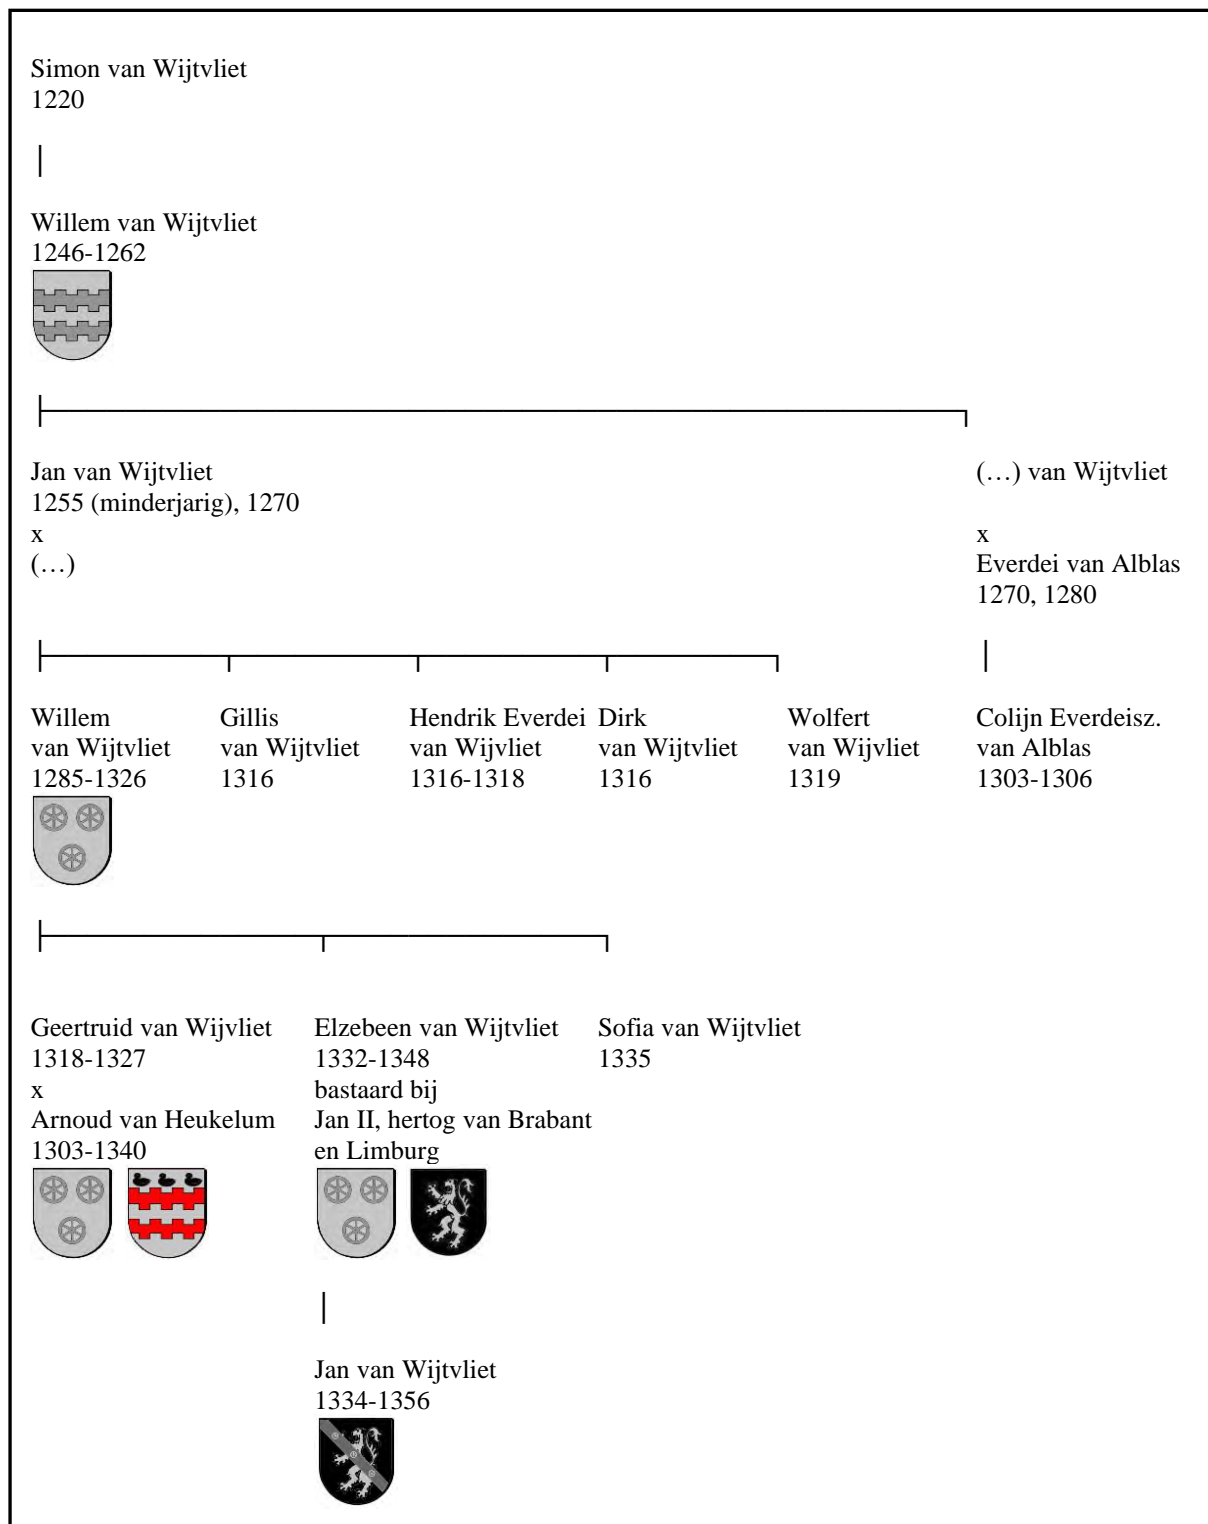 Simon van Wijtvliet
1220
Willem van Wijtvliet
1246-1262
Jan van Wijtvliet
1255 (minderjarig), 1270
x
(…)
(…) van Wijtvliet
x
Everdei van Alblas
1270, 1280
Willem
van Wijtvliet
1285-1326
Gillis
van Wijtvliet
1316
Hendrik Everdei
van Wijvliet
1316-1318
Dirk
van Wijtvliet
1316
Wolfert
van Wijvliet
1319
Colijn Everdeisz.
van Alblas
1303-1306
Geertruid van Wijvliet
1318-1327
x
Arnoud van Heukelum
1303-1340
Elzebeen van Wijtvliet
1332-1348
bastaard bij
Jan II, hertog van Brabant
en Limburg
Sofia van Wijtvliet
1335
Jan van Wijtvliet
1334-1356